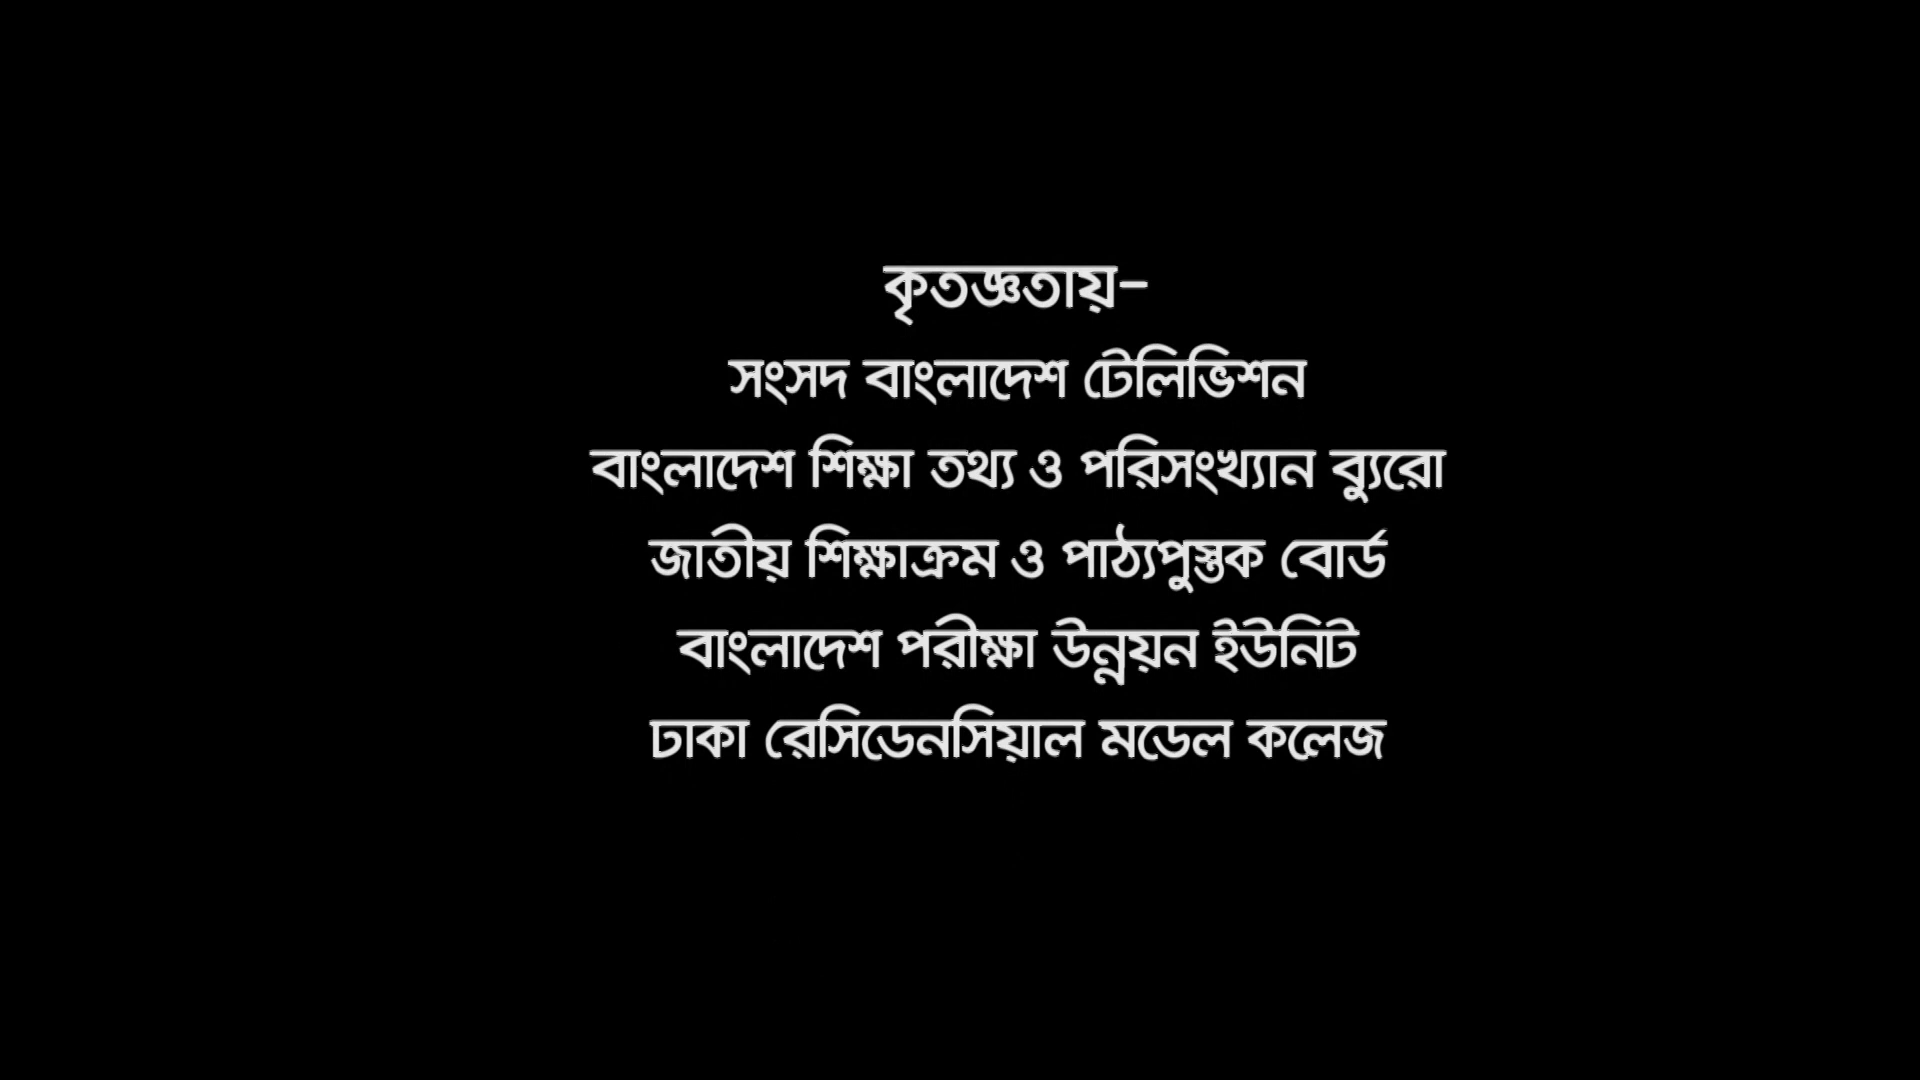 কৃতজ্ঞতায়-
সংসদ বাংলাদেশ টেলিভিশন
বাংলাদেশ শিক্ষা তথ্য ও পরিসংখ্যান ব্যুরো
জাতীয় শিক্ষাক্রম ও পাঠ্যপুস্তক বোর্ড
বাংলাদেশ পরীক্ষা উন্নয়ন ইউনিট
ঢাকা রেসিডেনসিয়াল মডেল কলেজ